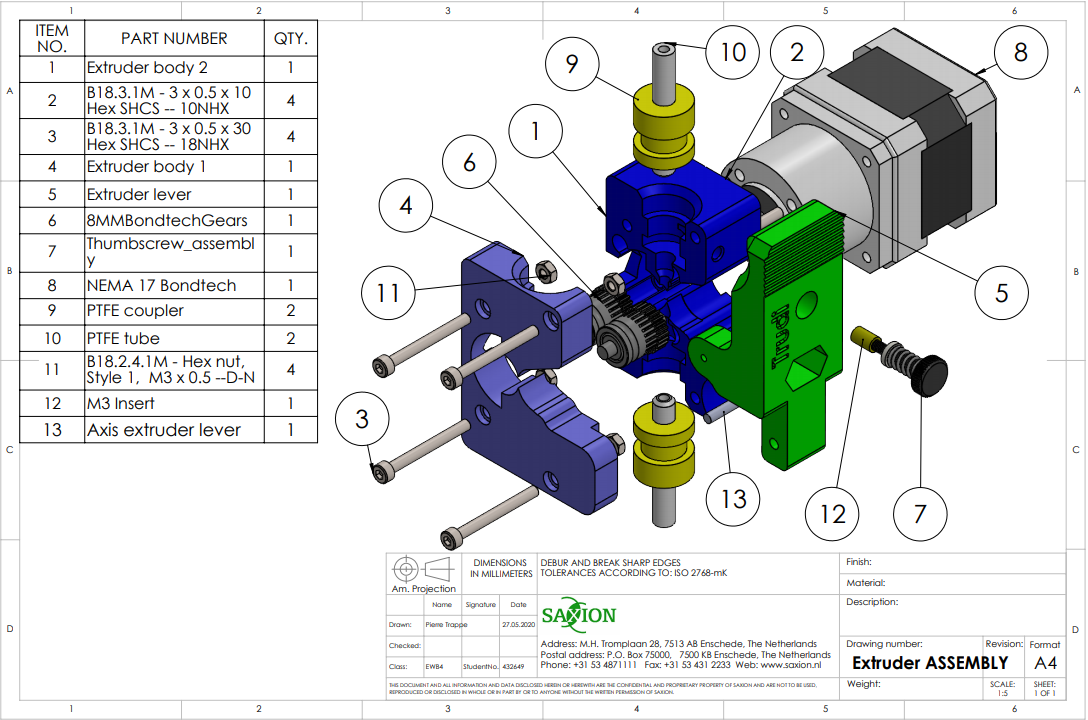 1 2 3 4 5 6
ITEM NO. PART NUMBER QTY.
1 Extruder body 2 1
2 B18.3.1M - 3 x 0.5 x 10 Hex SHCS -- 10NHX 4
3 B18.3.1M - 3 x 0.5 x 30 Hex SHCS -- 18NHX 4
4 Extruder body 1 1
5 Extruder lever 1
6 8MMBondtechGears 1
7 Thumbscrew_assembly 1
8 NEMA 17 Bondtech 1
9 PTFE coupler 2
10 PTFE tube 2
11 B18.2.4.1M - Hex nut, Style 1, M3 x 0.5 --D-N 4
12 M3 Insert 1
13 Axis extruder lever 1
A
B
C
D
10
2
8
9
1
6
4
11
5
3
13
12
7
A
B
C
D
Am. Projection
DIMENSIONS
IN MILLIMETERS
DEBUR AND BREAK SHARP EDGES
TOLERANCES ACCORDING TO: ISO 2768-mK
Name Signature Date
Drawn: Pierre Trappe 27.05.2020
Checked:
Class: EWB4 StudentNo. 432649
SAXION
Address: M.H. Tromplaan 28, 7513 AB Enschede, The Netherlands
Postal address: P.O. Box 75000, 7500 KB Enschede, The Netherlands
Phone: +31 53 4871111 Fax: +31 53 431 2233 Web: www.saxion.nl
Finish:
Material:
Description:
Drawing number:
Extruder ASSEMBLY
Revision:
Format
A4
Weight:
SCALE:
1:5
SHEET:
1 OF 1
THIS DOCUMENT AND ALL INFORMATION AND DATA DISCLOSED HEREIN OR HEREWITH ARE THE CONFIDENTIAL AND PROPRIETARY PROPERTY OF SAXION AND ARE NOT TO BE USED,
REPRODUCED OR DISCLOSED IN WHOLE OR IN PART BY OR TO ANYONE WITHOUT THE WRITTEN PERMISSION OF SAXION.
1 2 3 4 5 6